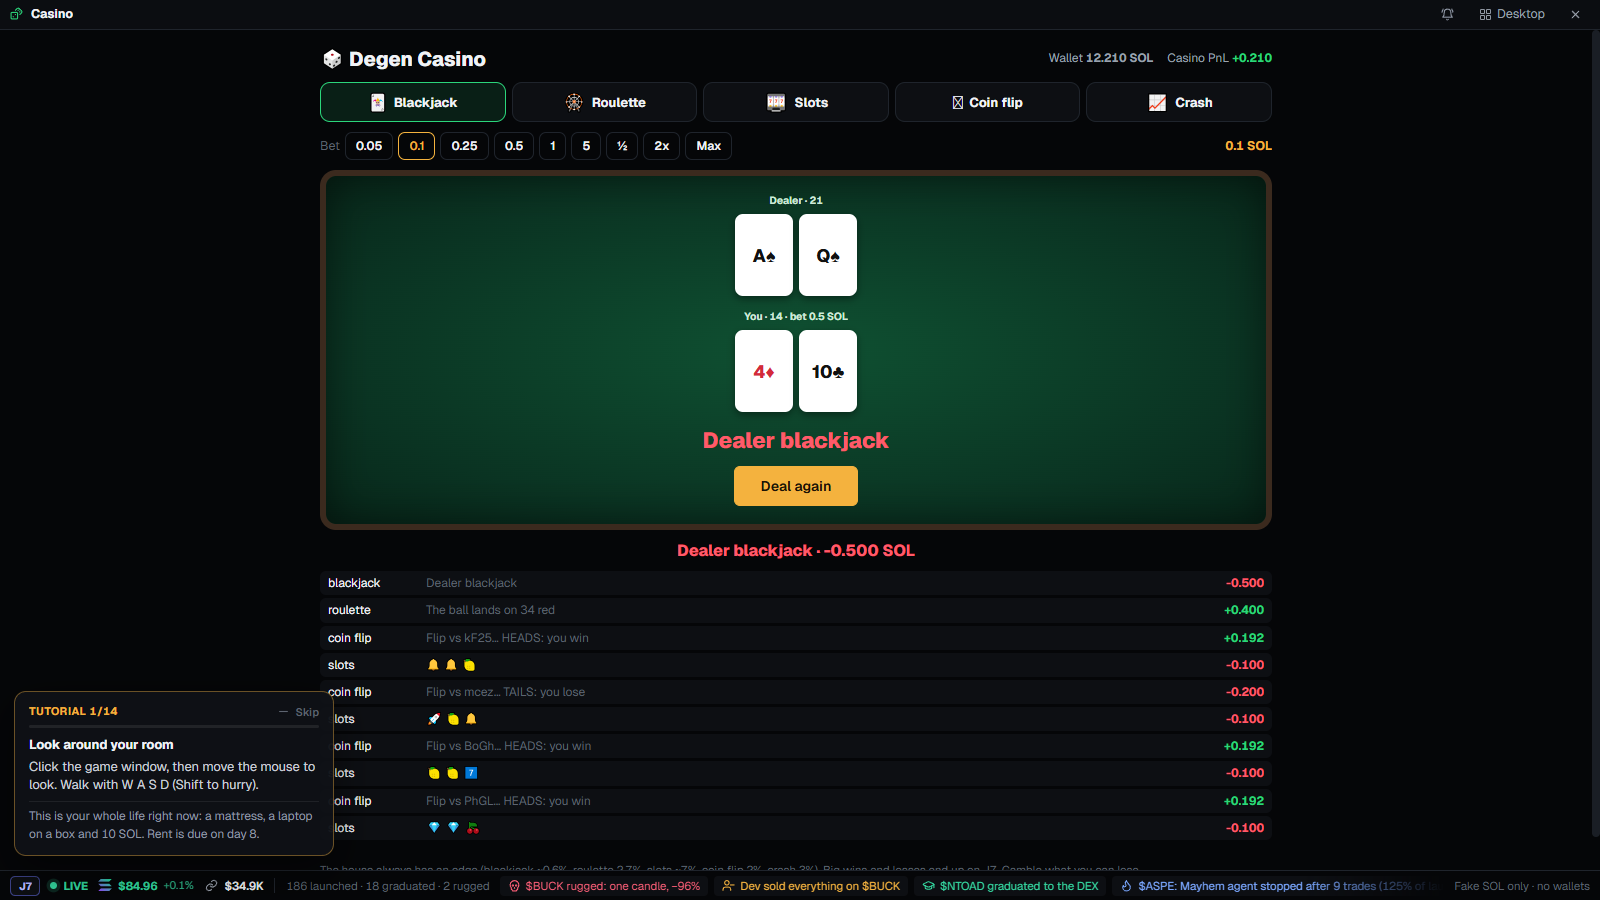 Casino
Desktop
Degen Casino
Wallet 12.210 SOL Casino PnL +0.210
Blackjack
Roulette
Slots
Coin flip
Crash
Bet 0.05 0.1 0.25 0.5 1 5 ½ 2x Max
0.1 SOL
Dealer · 21
A♠ Q♠
You · 14 · bet 0.5 SOL
4♦ 10♣
Dealer blackjack
Deal again
Dealer blackjack · -0.500 SOL
blackjack Dealer blackjack -0.500
roulette The ball lands on 34 red +0.400
coin flip Flip vs kF25... HEADS: you win +0.192
slots -0.100
coin flip Flip vs mcez... TAILS: you lose -0.200
lots -0.100
oin flip Flip vs BoGh... HEADS: you win +0.192
lots 7 -0.100
oin flip Flip vs PhGL... HEADS: you win +0.192
lots -0.100
TUTORIAL 1/14
— Skip
Look around your room
Click the game window, then move the mouse to
look. Walk with W A S D (Shift to hurry).
This is your whole life right now: a mattress, a laptop
on a box and 10 SOL. Rent is due on day 8.
J7 LIVE $84.96 +0.1% $34.9K 186 launched · 18 graduated · 2 rugged $BUCK rugged: one candle, -96% Dev sold everything on $BUCK $NTOAD graduated to the DEX $ASPE: Mayhem agent stopped after 9 trades (125% of Fake SOL only · no wallets